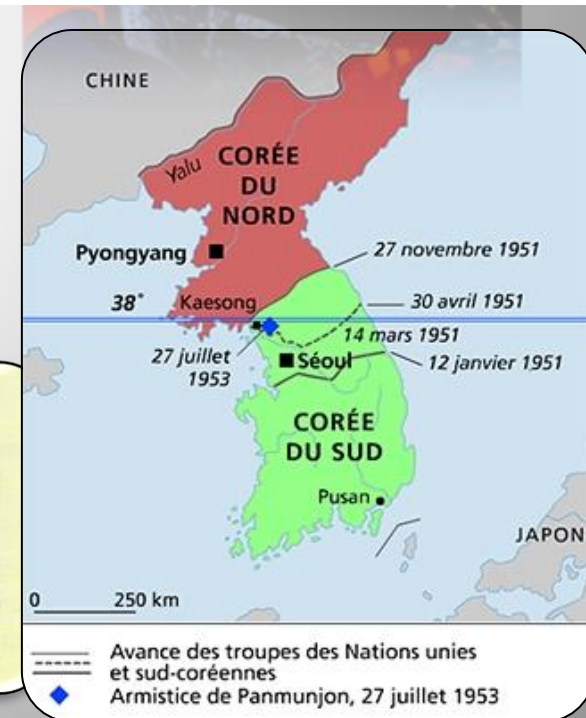 CHINE
Yalu
CORÉE
DU
NORD
Pyongyang
27 novembre 1951
38°
Kaesong
30 avril 1951
14 mars 1951
27 juillet
1953
Séoul
12 janvier 1951
CORÉE
DU SUD
Pusan
JAPON
0 250 km
Avance des troupes des Nations unies
et sud-coréennes
Armistice de Panmunjon, 27 juillet 1953